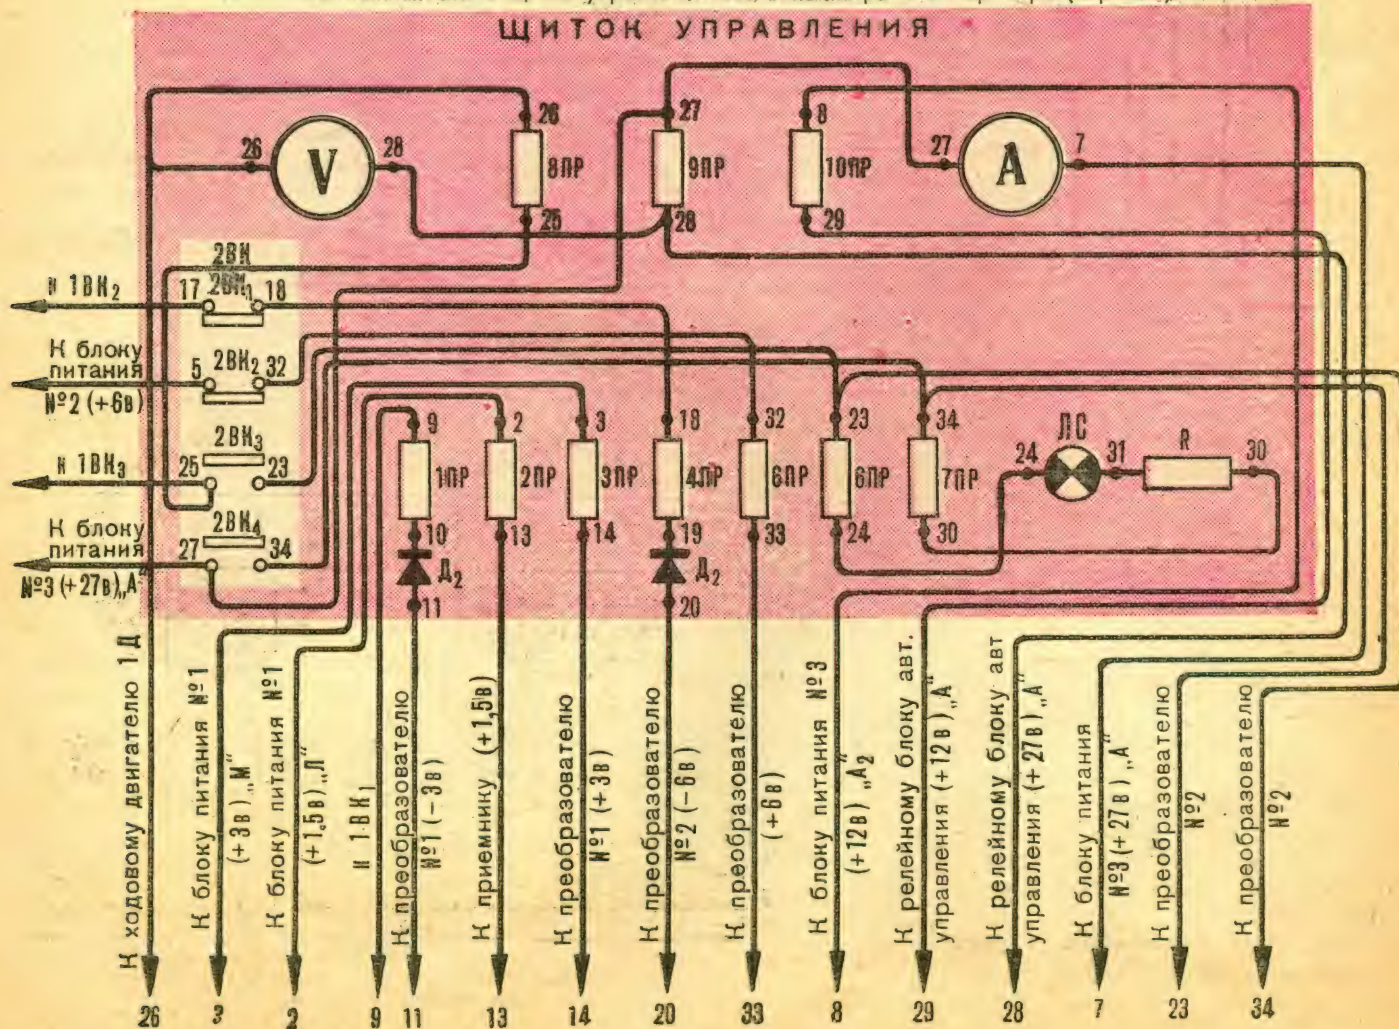 ЩИТОК УПРАВЛЕНИЯ
26
27
8
26
V
28
8ПР
9ПР
10ПР
27
А
7
25
28
29
2ВК
к 1ВК₂
17
2ВК₁
18
К блоку
питания
№2 (+6в)
5
2ВК₂
32
к 1ВК₃
25
2ВК₃
23
К блоку
питания
№3 (+27в) „А"
27
2ВК₄
34
9
2
3
18
32
23
34
1ПР
2ПР
3ПР
4ПР
6ПР
6ПР
7ПР
24
ЛС
31
R
30
10
13
14
19
33
24
30
Д₂
Д₂
11
20
К ходовому двигателю 1Д
К блоку питания №1
(+3в) „М"
К блоку питания №1
(+1,5в) „Л"
к 1ВК₁
К преобразователю
№1 (−3в)
К приемнику (+1,5в)
К преобразователю
№1 (+3в)
К преобразователю
№2 (−6в)
К преобразователю
(+6в)
К блоку питания №3
(+12в) „А₂"
К релейному блоку авт.
управления (+12в) „А"
К релейному блоку авт
управления (+27в) „А"
К блоку питания
№3 (+27в) „А"
К преобразователю
№2
К преобразователю
№2
26
3
2
9
11
13
14
20
33
8
29
28
7
23
34